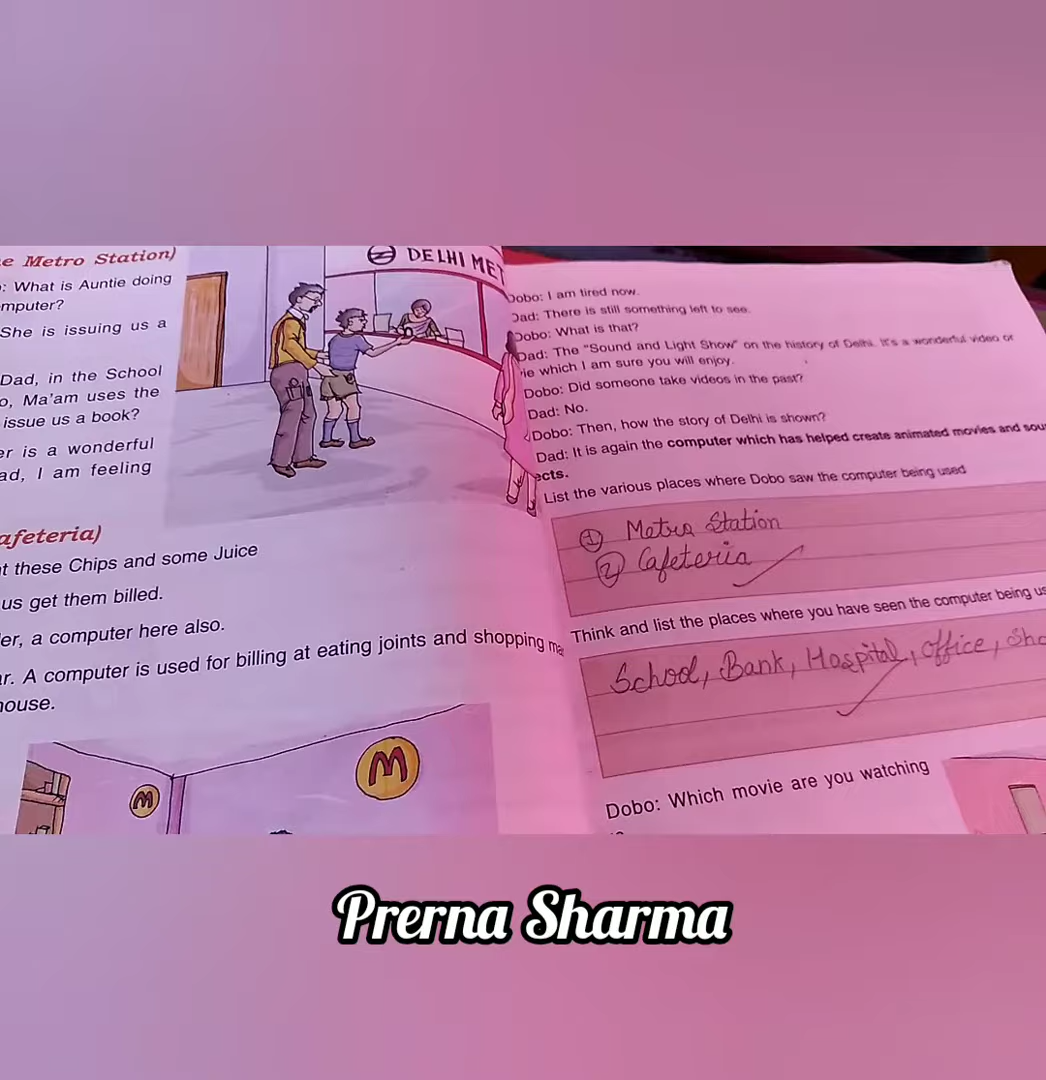 e Metro Station)
: What is Auntie doing
mputer?
She is issuing us a
Dad, in the School
o, Ma'am uses the
issue us a book?
er is a wonderful
ad, I am feeling
DELHI MET
afeteria)
t these Chips and some Juice
us get them billed.
er, a computer here also.
r. A computer is used for billing at eating joints and shopping ma
ouse.
M
M
Dobo: I am tired now.
Dad: There is still something left to see.
Dobo: What is that?
Dad: The "Sound and Light Show" on the history of Delhi. It's a wonderful video or
ie which I am sure you will enjoy.
Dobo: Did someone take videos in the past?
Dad: No.
Dobo: Then, how the story of Delhi is shown?
Dad: It is again the computer which has helped create animated movies and sou
ects.
List the various places where Dobo saw the computer being used
① Metro Station
② Cafeteria
Think and list the places where you have seen the computer being us
School, Bank, Hospital, Office, Sho
Dobo: Which movie are you watching
Prerna Sharma